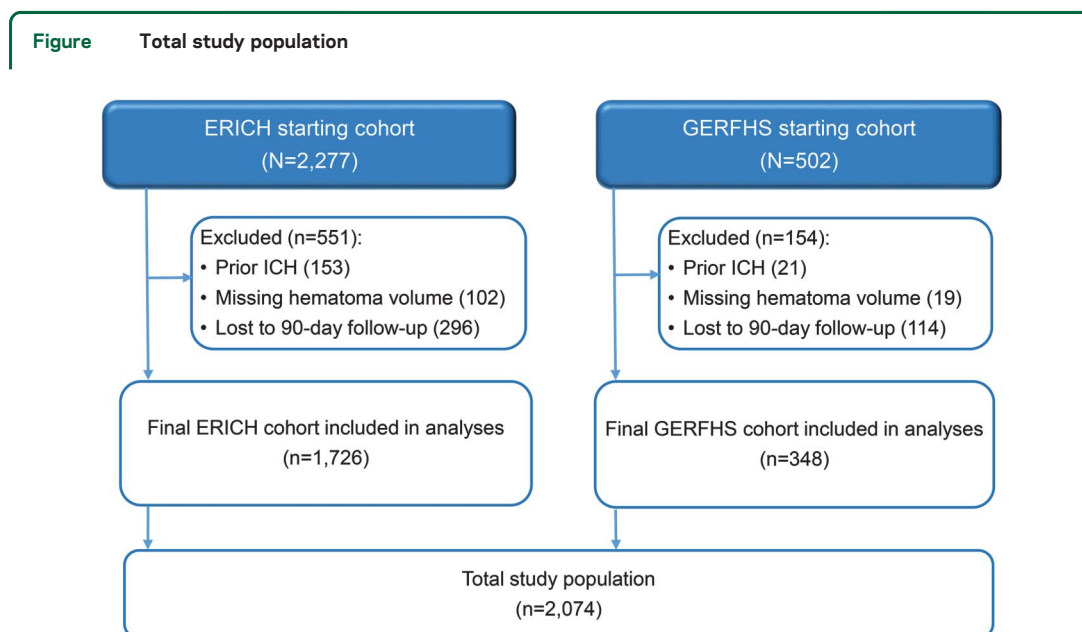 Figure Total study population
ERICH starting cohort
(N=2,277)
GERFHS starting cohort
(N=502)
Excluded (n=551):
• Prior ICH (153)
• Missing hematoma volume (102)
• Lost to 90-day follow-up (296)
Excluded (n=154):
• Prior ICH (21)
• Missing hematoma volume (19)
• Lost to 90-day follow-up (114)
Final ERICH cohort included in analyses
(n=1,726)
Final GERFHS cohort included in analyses
(n=348)
Total study population
(n=2,074)